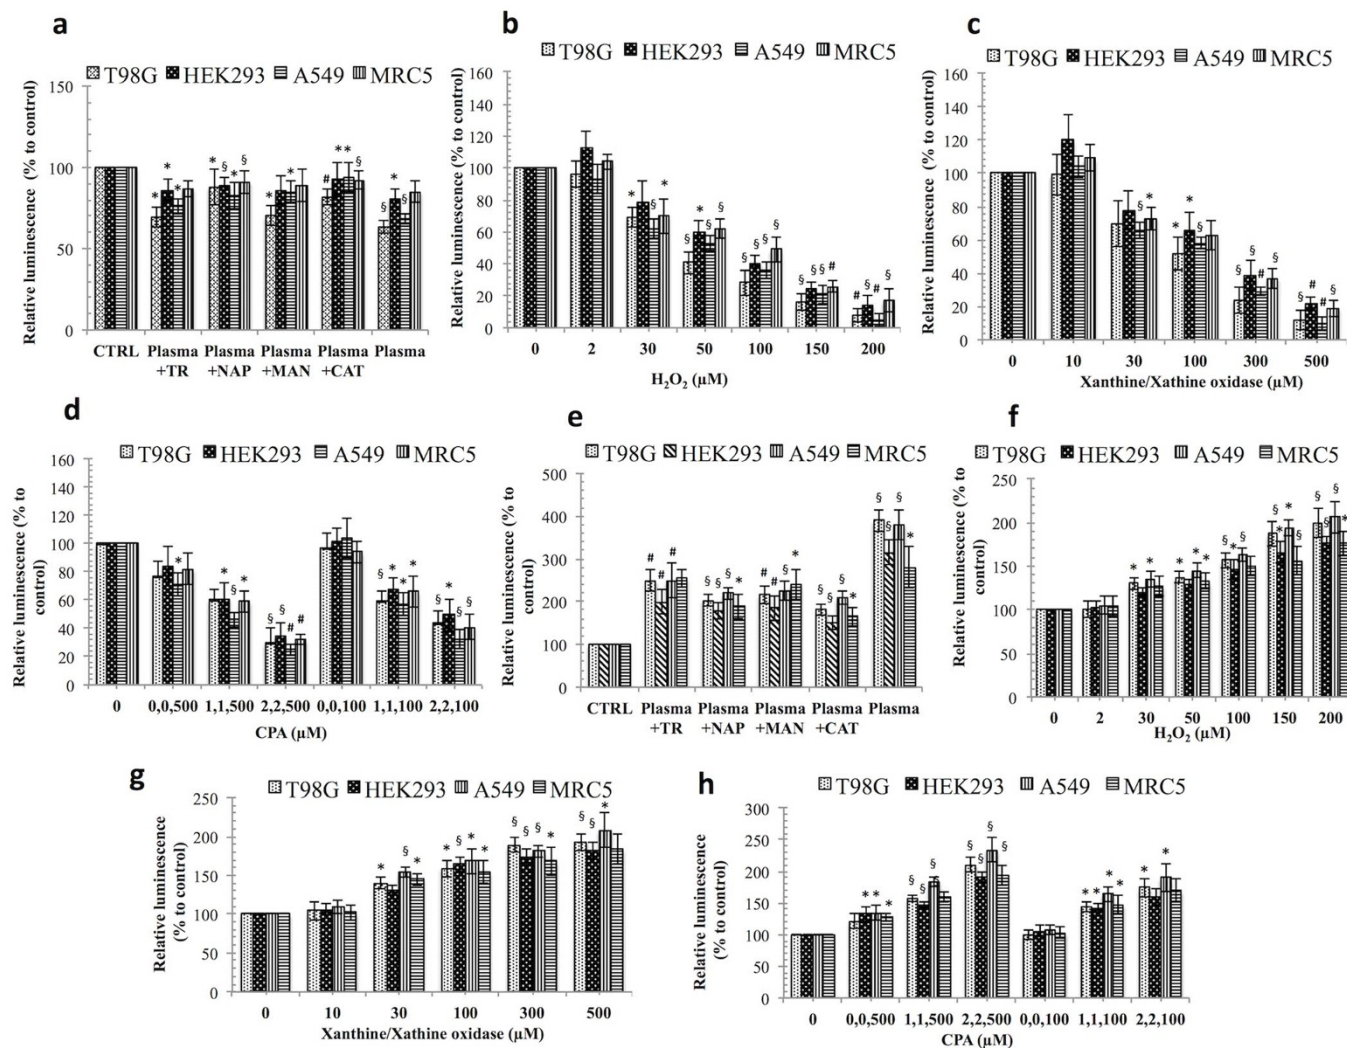 a
T98G HEK293 A549 MRC5
Relative luminescence (% to control)
150
100
50
0
* * * * § * § * * # * * § § * §
CTRL Plasma +TR Plasma +NAP Plasma +MAN Plasma +CAT Plasma
b
T98G HEK293 A549 MRC5
Relative luminescence (% to control)
160
140
120
100
80
60
40
20
0
* § * § * § § § § § § § § § # # § # §
0 2 30 50 100 150 200
H₂O₂ (µM)
c
T98G HEK293 A549 MRC5
Relative luminescence (% to control)
160
140
120
100
80
60
40
20
0
§ * * * § § § # § § # # §
0 10 30 100 300 500
Xanthine/Xathine oxidase (µM)
d
T98G HEK293 A549 MRC5
Relative luminescence (% to
control)
160
140
120
100
80
60
40
20
0
* * § * § § # # § * * * § * § §
0 0,0,500 1,1,500 2,2,500 0,0,100 1,1,100 2,2,100
CPA (µM)
e
T98G HEK293 A549 MRC5
Relative luminescence (% to
control)
500
400
300
200
100
0
# # # § § § * # # § * § § § * § § § *
CTRL Plasma +TR Plasma +NAP Plasma +MAN Plasma +CAT Plasma
f
T98G HEK293 A549 MRC5
Relative luminescence (% to
control)
250
200
150
100
50
0
* * * * * § * § § * * § § § § *
0 2 30 50 100 150 200
H₂O₂ (µM)
g
T98G HEK293 A549 MRC5
Relative luminescence
(% to control)
250
200
150
100
50
0
* § * * § * * § § § * § § *
0 10 30 100 300 500
Xanthine/Xathine oxidase (µM)
h
T98G HEK293 A549 MRC5
Relative luminescence
(% to control)
300
250
200
150
100
50
0
* * * § § § § § § § * * * * * *
0 0,0,500 1,1,500 2,2,500 0,0,100 1,1,100 2,2,100
CPA (µM)